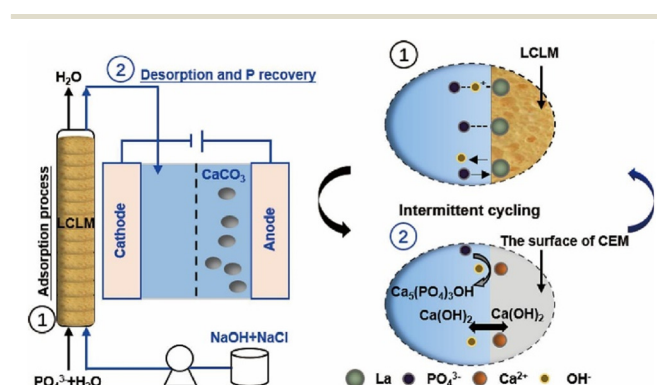 H₂O
② Desorption and P recovery
Adsorption process
LCLM
Cathode
CaCO₃
Anode
①
NaOH+NaCl
PO₄³⁻+H₂O
①
LCLM
+
Intermittent cycling
②
The surface of CEM
Ca₅(PO₄)₃OH
Ca(OH)₂ Ca(OH)₂
La PO₄³⁻ Ca²⁺ OH⁻